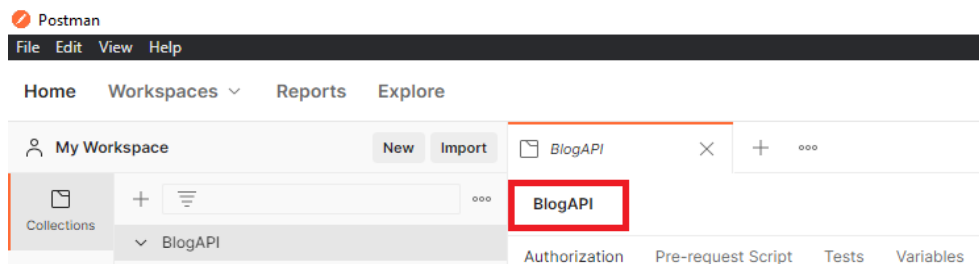 Postman
File Edit View Help
Home Workspaces Reports Explore
My Workspace New Import BlogAPI
BlogAPI
Collections
BlogAPI
Authorization Pre-request Script Tests Variables